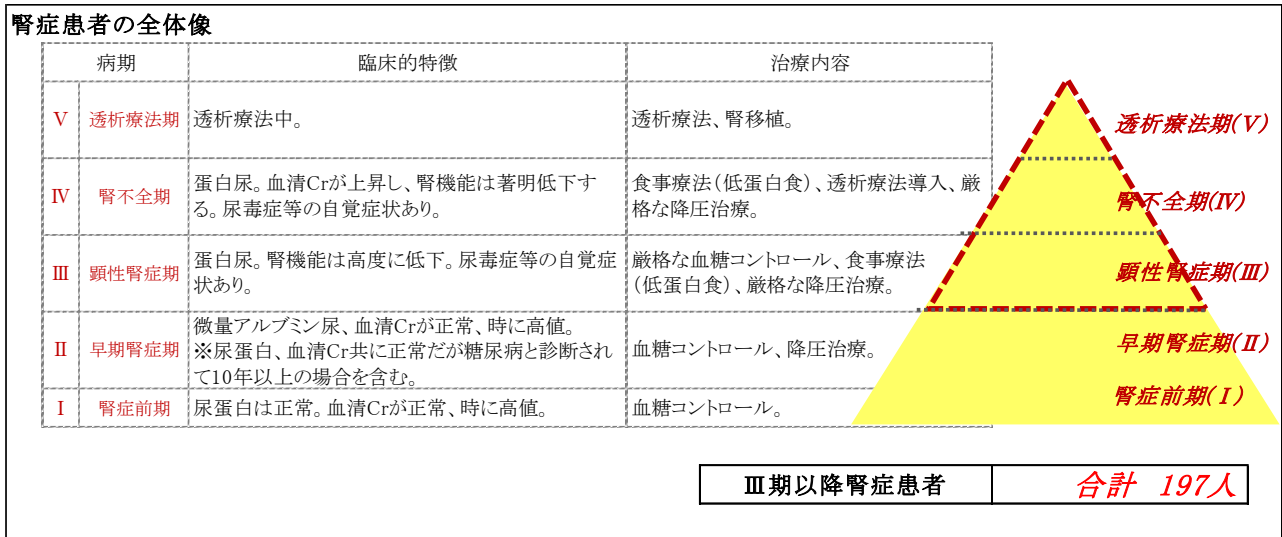 腎症患者の全体像
病期 臨床的特徴 治療内容
Ⅴ 透析療法期 透析療法中。 透析療法、腎移植。
Ⅳ 腎不全期 蛋白尿。血清Crが上昇し、腎機能は著明低下す
る。尿毒症等の自覚症状あり。 食事療法(低蛋白食)、透析療法導入、厳
格な降圧治療。
Ⅲ 顕性腎症期 蛋白尿。腎機能は高度に低下。尿毒症等の自覚症
状あり。 厳格な血糖コントロール、食事療法
(低蛋白食)、厳格な降圧治療。
Ⅱ 早期腎症期 微量アルブミン尿、血清Crが正常、時に高値。
※尿蛋白、血清Cr共に正常だが糖尿病と診断され
て10年以上の場合を含む。 血糖コントロール、降圧治療。
Ⅰ 腎症前期 尿蛋白は正常。血清Crが正常、時に高値。 血糖コントロール。
透析療法期(Ⅴ)
腎不全期(Ⅳ)
顕性腎症期(Ⅲ)
早期腎症期(Ⅱ)
腎症前期(Ⅰ)
Ⅲ期以降腎症患者 合計 197人